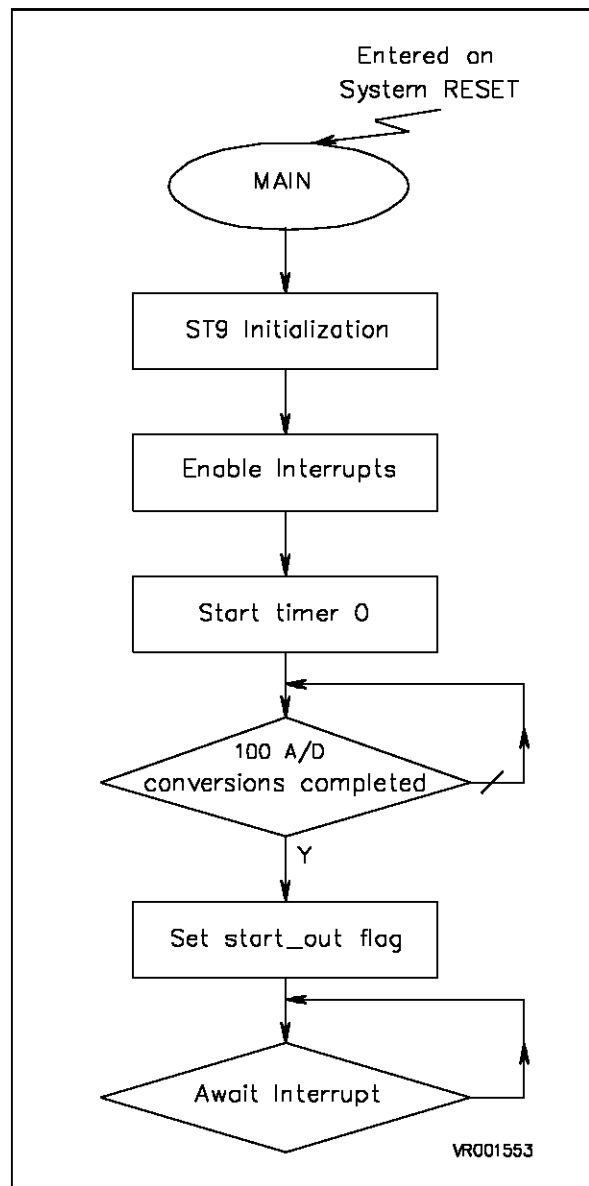 Entered on
System RESET
MAIN
ST9 Initialization
Enable Interrupts
Start timer 0
100 A/D
conversions completed
Y
Set start_out flag
Await Interrupt
VR001553